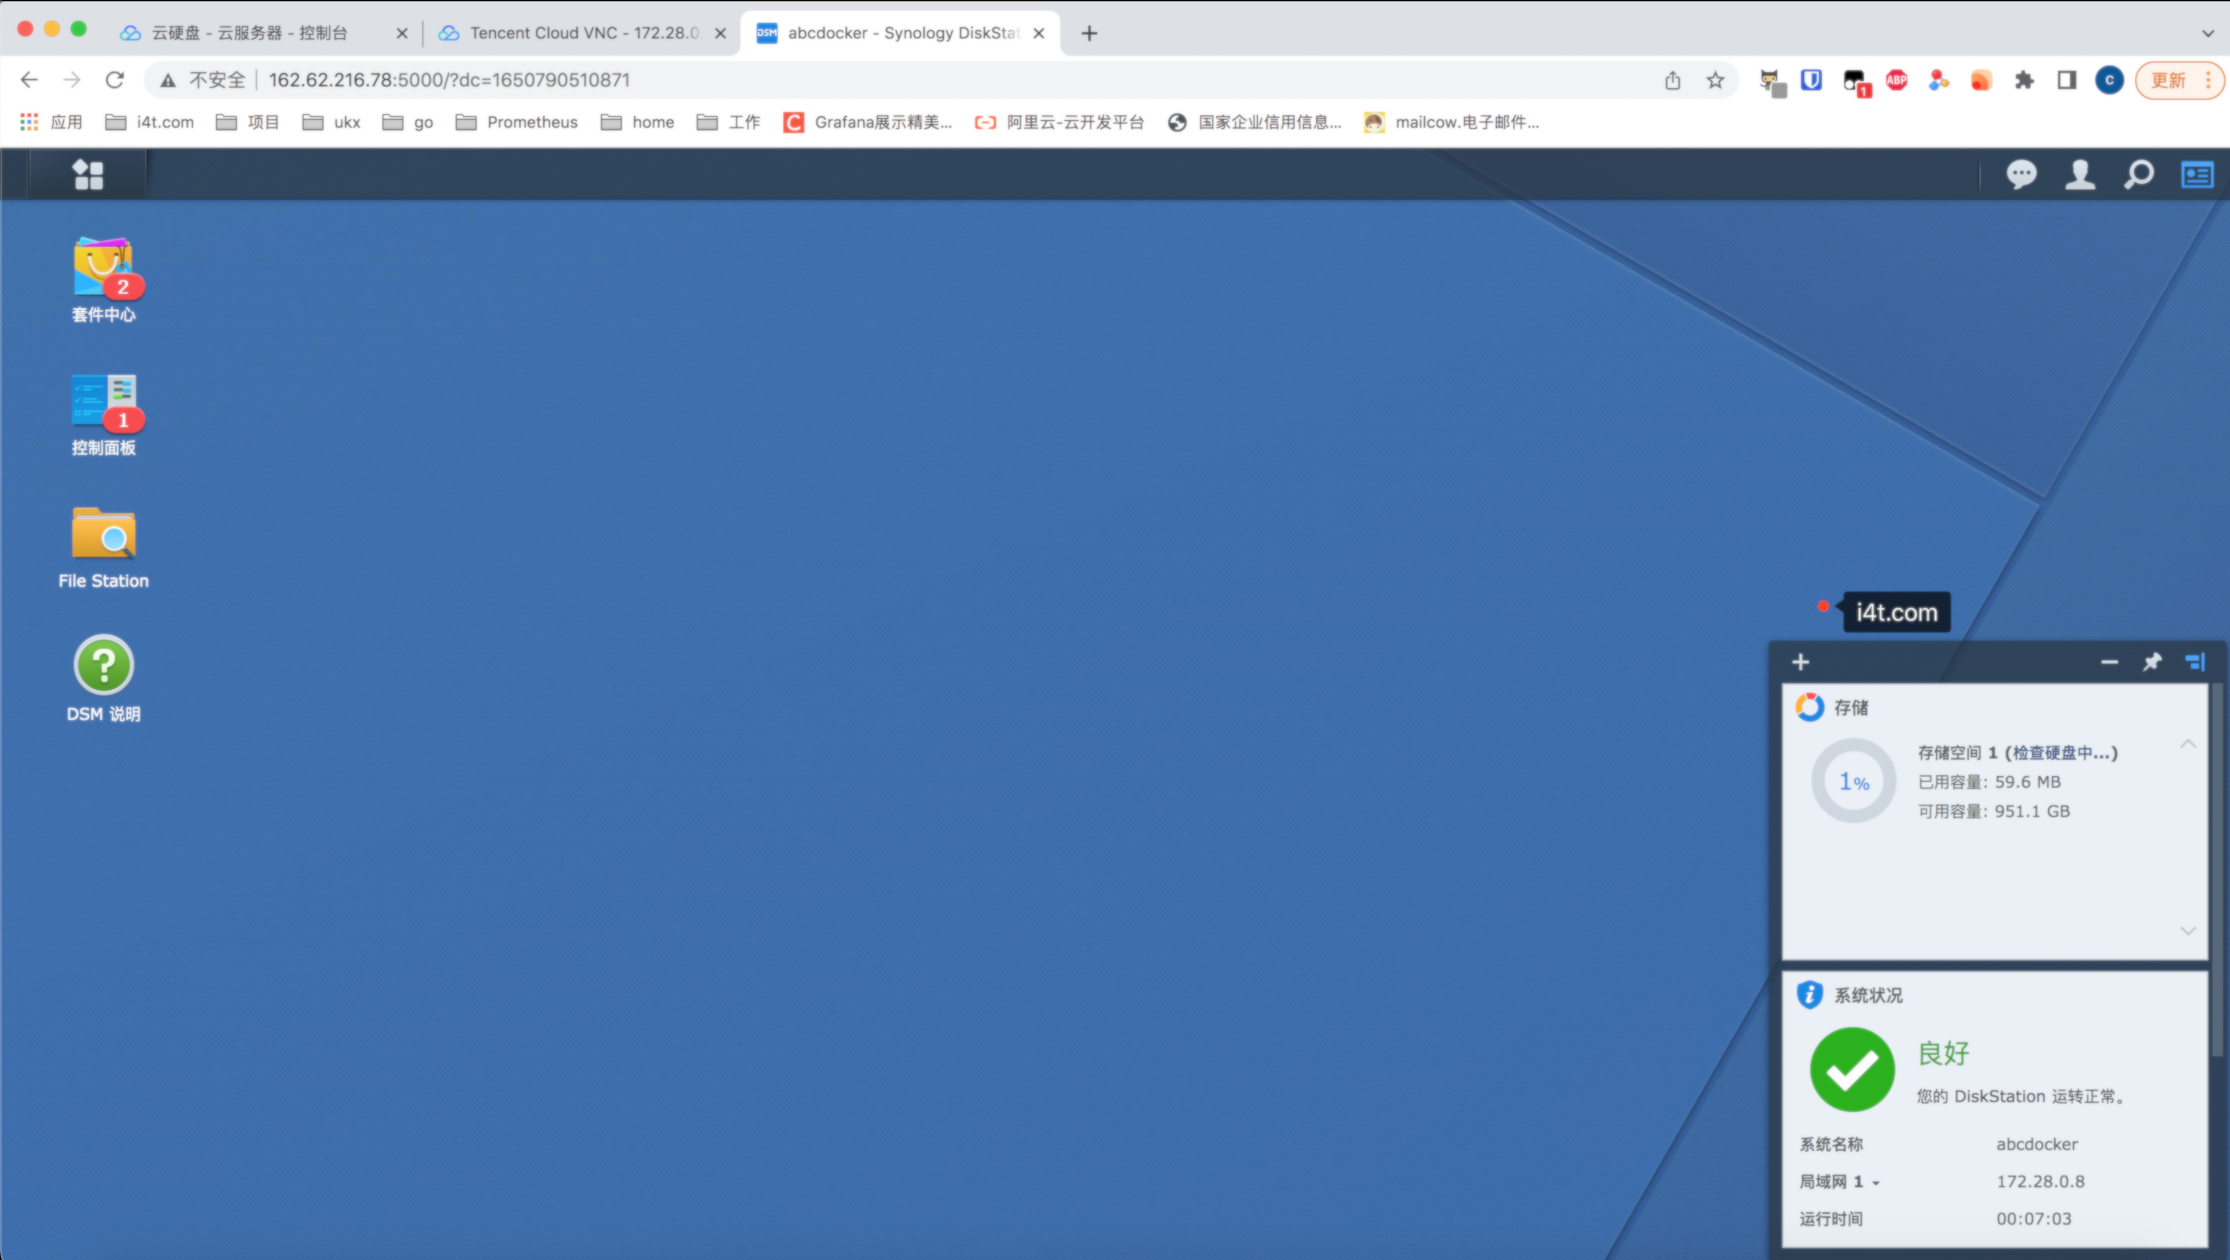 云硬盘 - 云服务器 - 控制台
Tencent Cloud VNC - 172.28.0.
DSM
abcdocker - Synology DiskStat
不安全
162.62.216.78:5000/?dc=1650790510871
1
ABP
C
更新
应用
i4t.com
项目
ukx
go
Prometheus
home
工作
Grafana展示精美...
阿里云-云开发平台
国家企业信用信息...
mailcow.电子邮件...
2
套件中心
1
控制面板
File Station
DSM 说明
i4t.com
存储
1%
存储空间 1 (检查硬盘中...)
已用容量: 59.6 MB
可用容量: 951.1 GB
系统状况
良好
您的 DiskStation 运转正常。
系统名称 abcdocker
局域网 1 172.28.0.8
运行时间 00:07:03